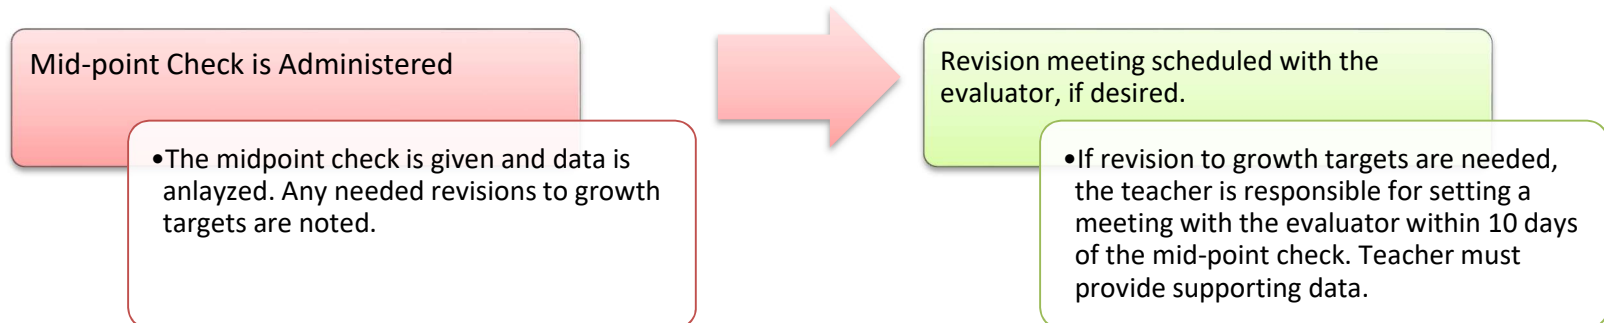 Mid-point Check is Administered
•The midpoint check is given and data is
anlayzed. Any needed revisions to growth
targets are noted.
Revision meeting scheduled with the
evaluator, if desired.
•If revision to growth targets are needed,
the teacher is responsible for setting a
meeting with the evaluator within 10 days
of the mid-point check. Teacher must
provide supporting data.